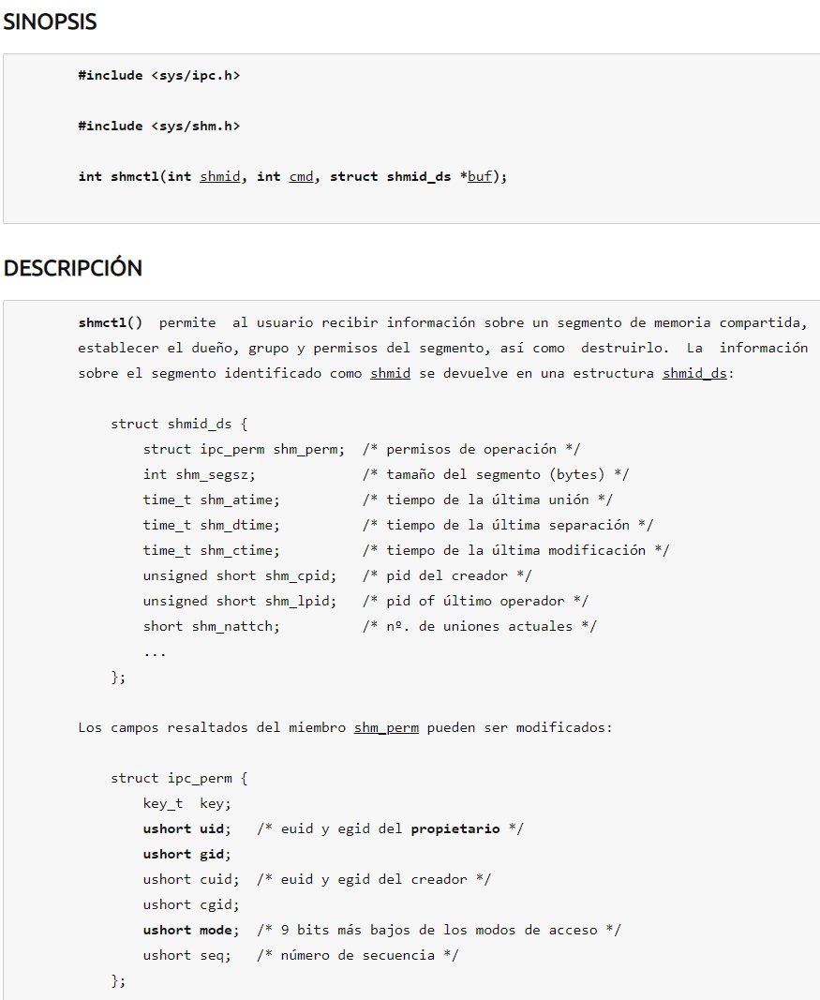 SINOPSIS
#include <sys/ipc.h>
#include <sys/shm.h>
int shmctl(int shmid, int cmd, struct shmid_ds *buf);
DESCRIPCIÓN
shmctl()  permite  al usuario recibir información sobre un segmento de memoria compartida,
establecer el dueño, grupo y permisos del segmento, así como  destruirlo.  La  información
sobre el segmento identificado como shmid se devuelve en una estructura shmid_ds:
struct shmid_ds {
struct ipc_perm shm_perm;  /* permisos de operación */
int shm_segsz;             /* tamaño del segmento (bytes) */
time_t shm_atime;          /* tiempo de la última unión */
time_t shm_dtime;          /* tiempo de la última separación */
time_t shm_ctime;          /* tiempo de la última modificación */
unsigned short shm_cpid;   /* pid del creador */
unsigned short shm_lpid;   /* pid of último operador */
short shm_nattch;          /* nº. de uniones actuales */
...
};
Los campos resaltados del miembro shm_perm pueden ser modificados:
struct ipc_perm {
key_t  key;
ushort uid;   /* euid y egid del propietario */
ushort gid;
ushort cuid;  /* euid y egid del creador */
ushort cgid;
ushort mode;  /* 9 bits más bajos de los modos de acceso */
ushort seq;   /* número de secuencia */
};